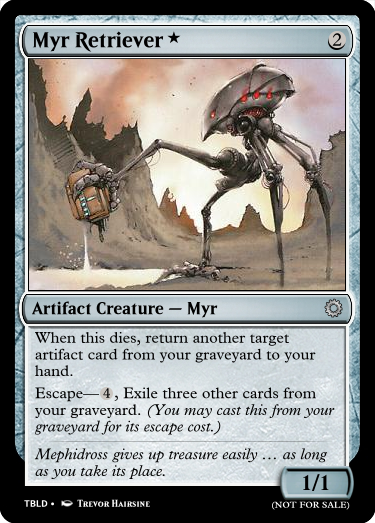 Myr Retriever ★ 2
Artifact Creature — Myr
When this dies, return another target
artifact card from your graveyard to your
hand.
Escape—4, Exile three other cards from
your graveyard. (You may cast this from your
graveyard for its escape cost.)
Mephidross gives up treasure easily … as long
as you take its place.
1/1
TBLD • Trevor Hairsine
(NOT FOR SALE)